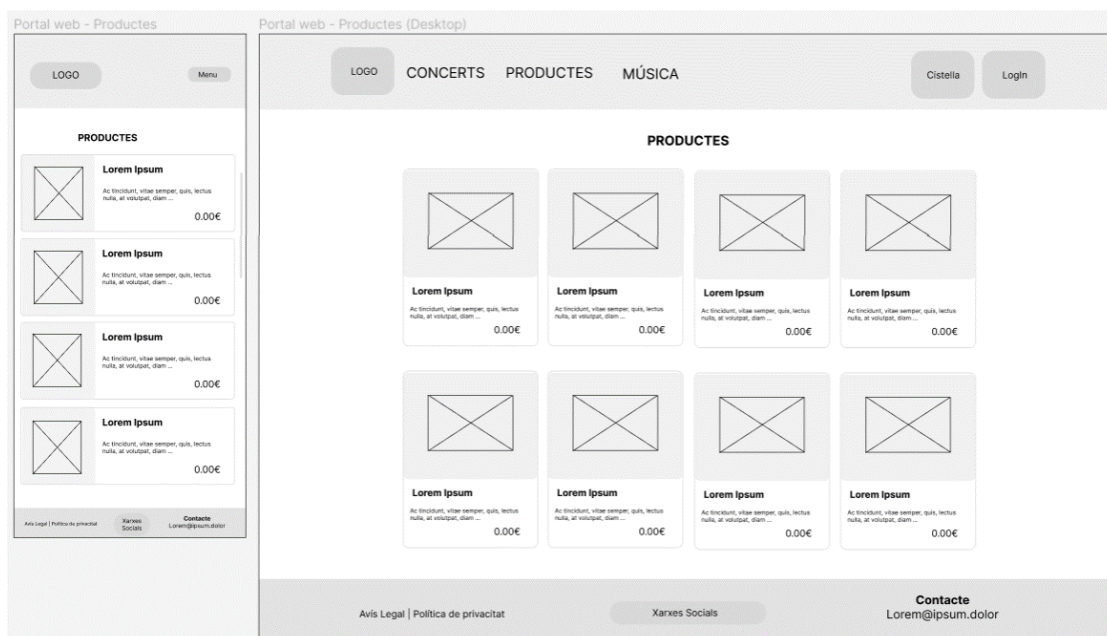 Portal web - Productes
LOGO
Menu
PRODUCTES
Lorem Ipsum
Ac tincidunt, vitae semper, quis, lectus
nulla, at volutpat, diam ...
0.00€
Lorem Ipsum
Ac tincidunt, vitae semper, quis, lectus
nulla, at volutpat, diam ...
0.00€
Lorem Ipsum
Ac tincidunt, vitae semper, quis, lectus
nulla, at volutpat, diam ...
0.00€
Lorem Ipsum
Ac tincidunt, vitae semper, quis, lectus
nulla, at volutpat, diam ...
0.00€
Avís Legal | Política de privacitat
Xarxes
Socials
Contacte
Lorem@ipsum.dolor
Portal web - Productes (Desktop)
LOGO CONCERTS PRODUCTES MÚSICA Cistella LogIn
PRODUCTES
Lorem Ipsum
Ac tincidunt, vitae semper, quis, lectus
nulla, at volutpat, diam ...
0.00€
Lorem Ipsum
Ac tincidunt, vitae semper, quis, lectus
nulla, at volutpat, diam ...
0.00€
Lorem Ipsum
Ac tincidunt, vitae semper, quis, lectus
nulla, at volutpat, diam ...
0.00€
Lorem Ipsum
Ac tincidunt, vitae semper, quis, lectus
nulla, at volutpat, diam ...
0.00€
Lorem Ipsum
Ac tincidunt, vitae semper, quis, lectus
nulla, at volutpat, diam ...
0.00€
Lorem Ipsum
Ac tincidunt, vitae semper, quis, lectus
nulla, at volutpat, diam ...
0.00€
Lorem Ipsum
Ac tincidunt, vitae semper, quis, lectus
nulla, at volutpat, diam ...
0.00€
Lorem Ipsum
Ac tincidunt, vitae semper, quis, lectus
nulla, at volutpat, diam ...
0.00€
Avís Legal | Política de privacitat
Xarxes Socials
Contacte
Lorem@ipsum.dolor